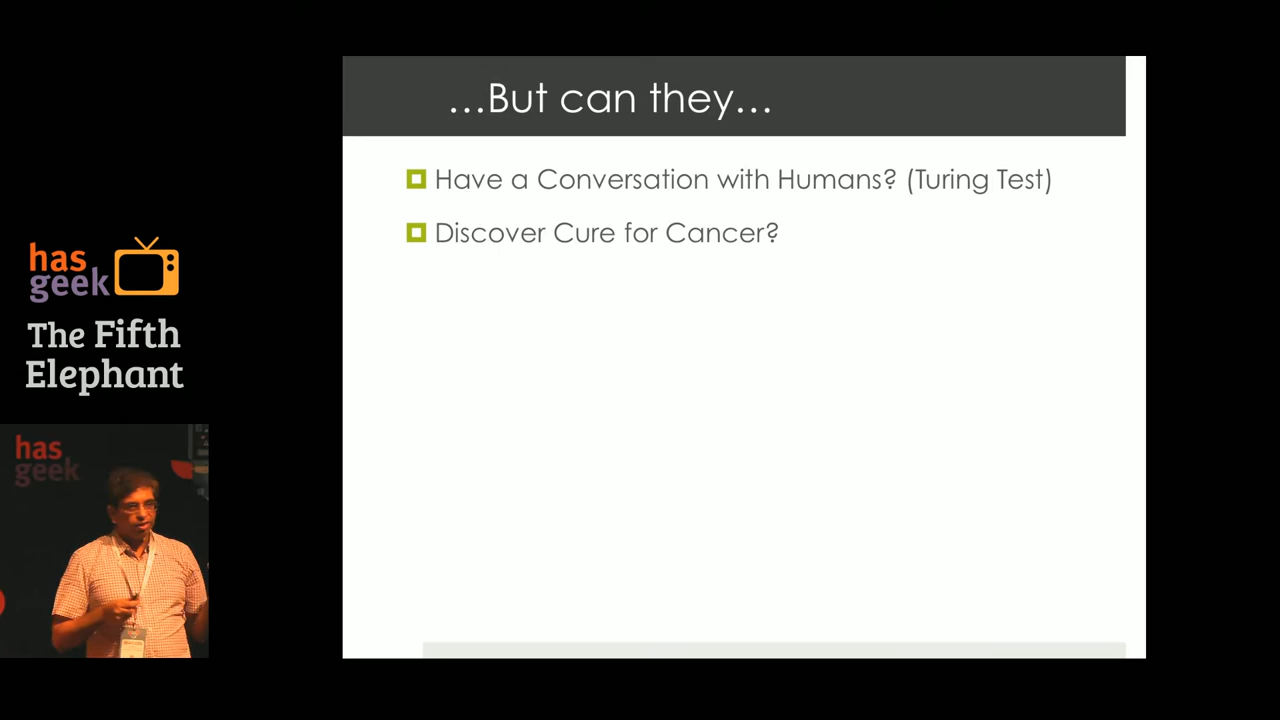 …But can they…
Have a Conversation with Humans? (Turing Test)
Discover Cure for Cancer?
has
geek
The Fifth
Elephant
has
geek